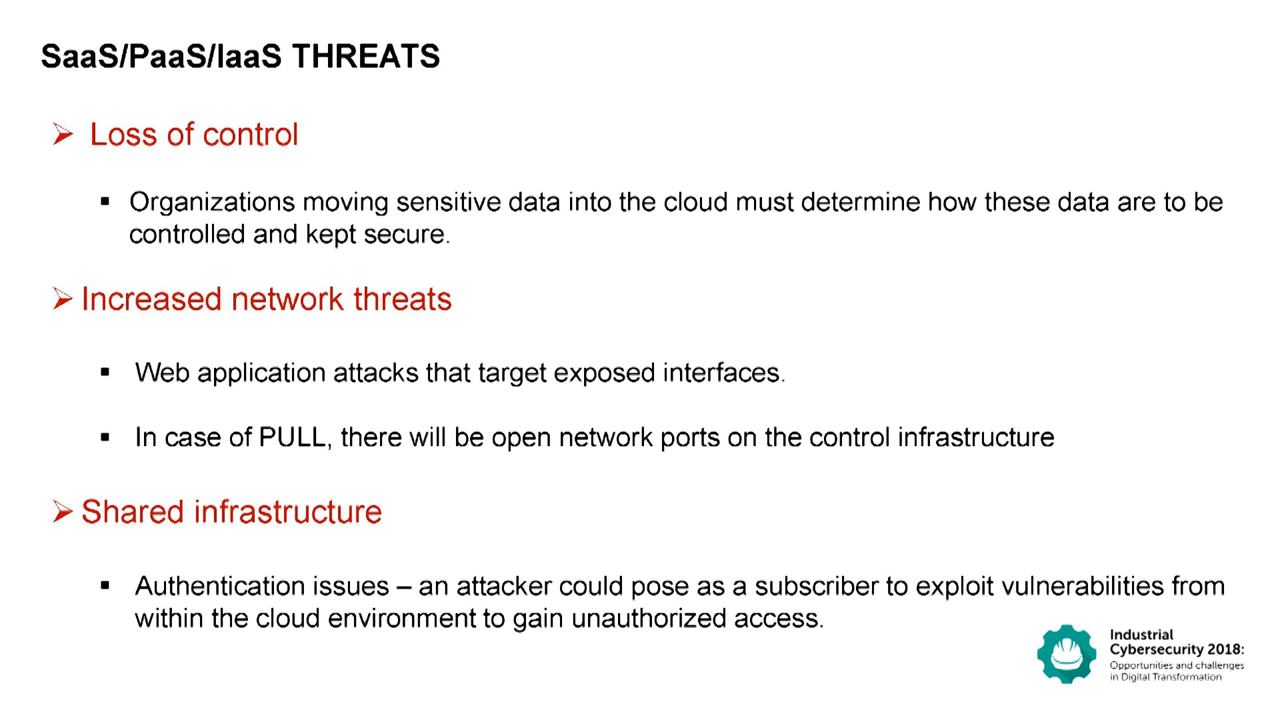 SaaS/PaaS/IaaS THREATS
Loss of control
Organizations moving sensitive data into the cloud must determine how these data are to be
controlled and kept secure.
Increased network threats
Web application attacks that target exposed interfaces.
In case of PULL, there will be open network ports on the control infrastructure
Shared infrastructure
Authentication issues – an attacker could pose as a subscriber to exploit vulnerabilities from
within the cloud environment to gain unauthorized access.
Industrial
Cybersecurity 2018:
Opportunities and challenges
in Digital Transformation